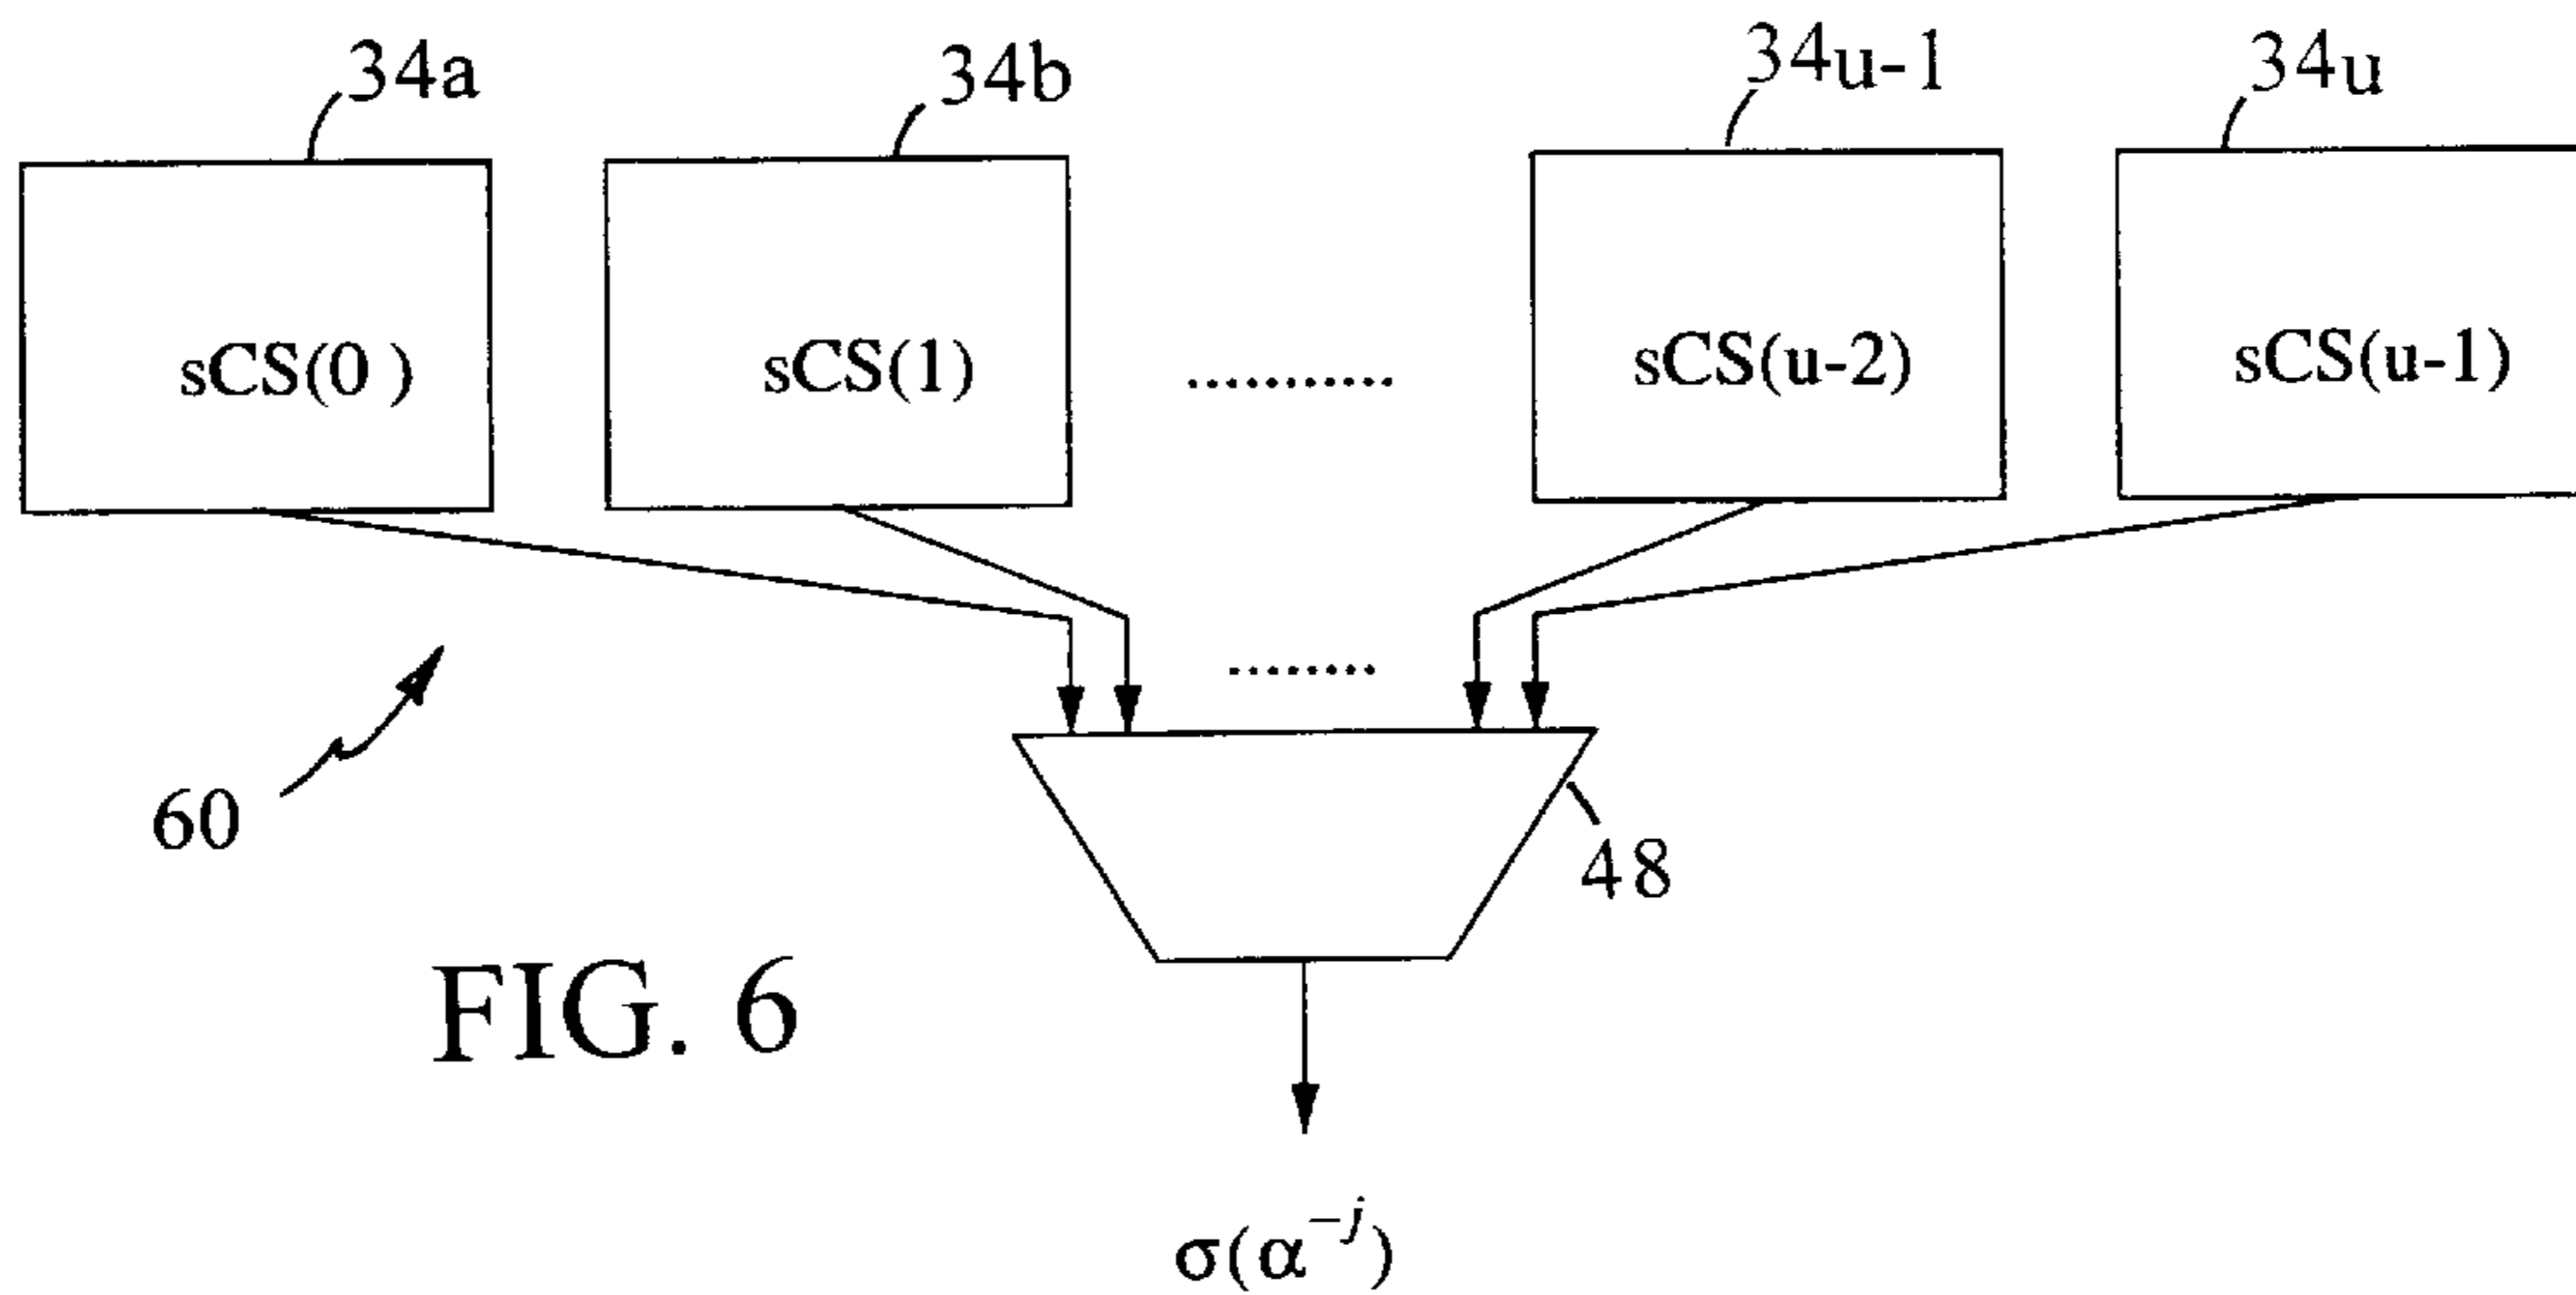 34a 34b 34u-1 34u
sCS(0 ) sCS(1) ........... sCS(u-2) sCS(u-1)
........
60
48
FIG. 6
σ(α^{−j})